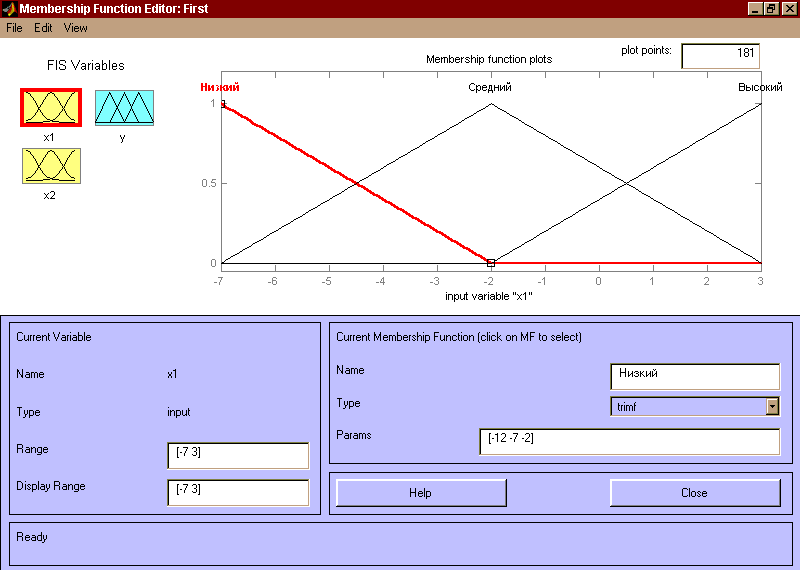 Membership Function Editor: First
File Edit View
FIS Variables
x1
y
x2
Membership function plots
plot points:
181
Низкий
Средний
Высокий
1
0.5
0
-7 -6 -5 -4 -3 -2 -1 0 1 2 3
input variable "x1"
Current Variable
Name x1
Type input
Range [-7 3]
Display Range [-7 3]
Current Membership Function (click on MF to select)
Name Низкий
Type trimf
Params [-12 -7 -2]
Help Close
Ready